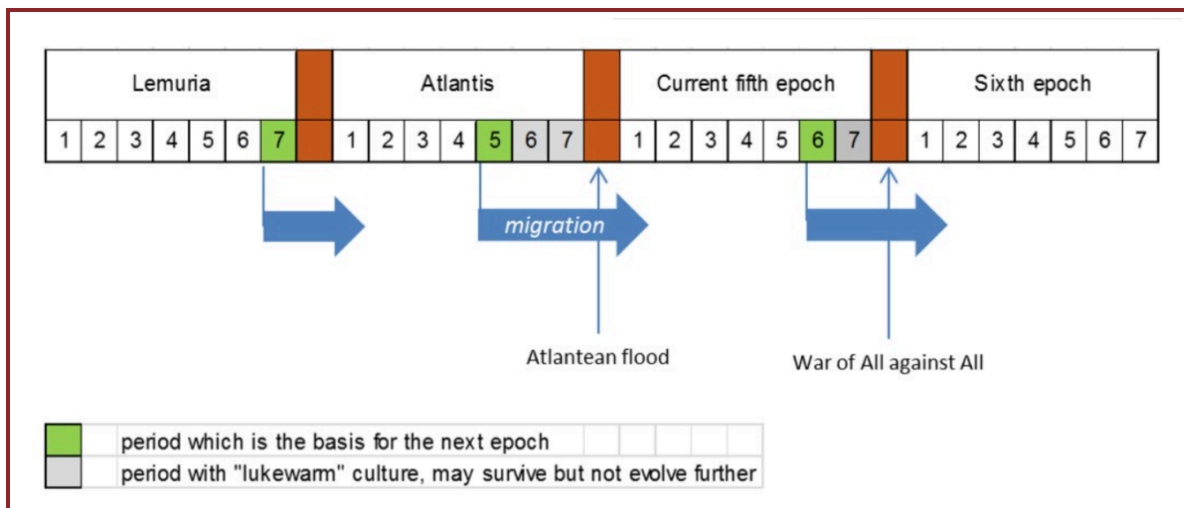 Lemuria Atlantis Current fifth epoch Sixth epoch
1 2 3 4 5 6 7 1 2 3 4 5 6 7 1 2 3 4 5 6 7 1 2 3 4 5 6 7
migration
Atlantean flood
War of All against All
period which is the basis for the next epoch
period with "lukewarm" culture, may survive but not evolve further